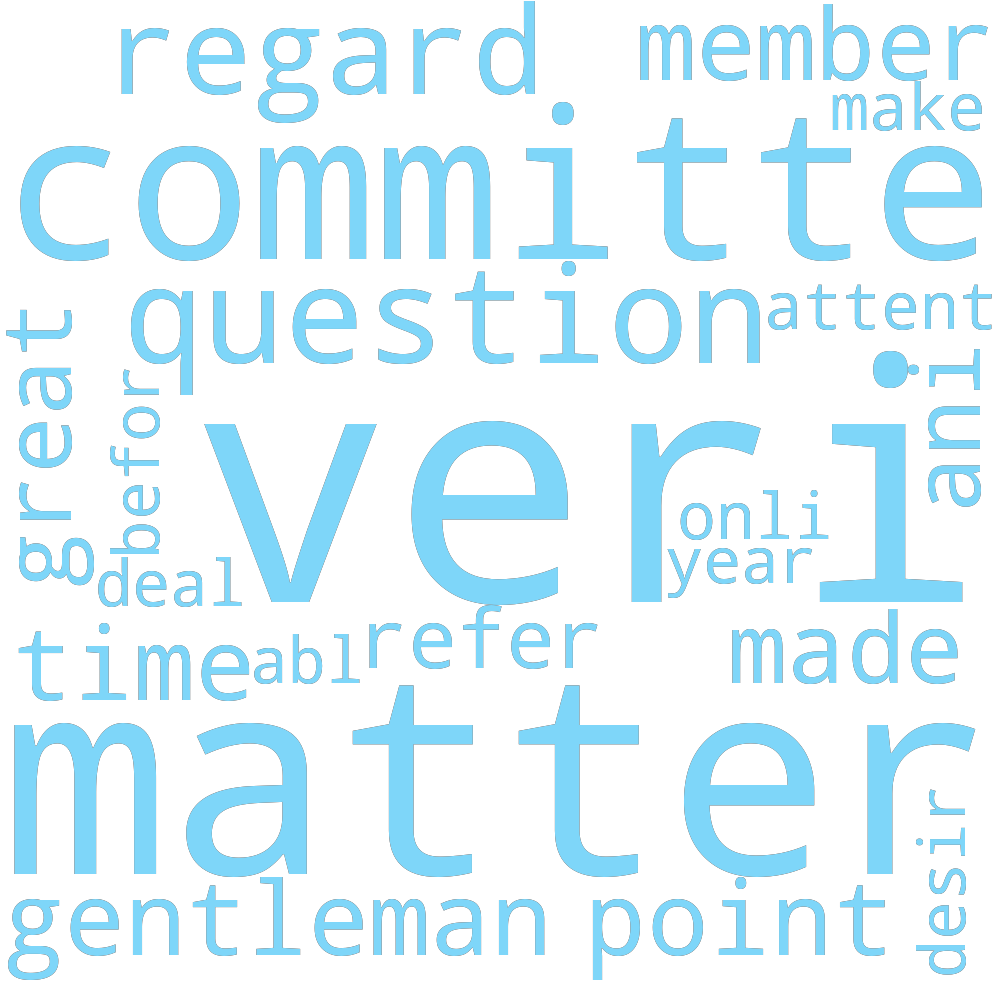 regard
member
make
committe
question
attent
great
befor
veri
ani
onli
year
deal
time
abl
refer
made
matter
desir
gentleman
point